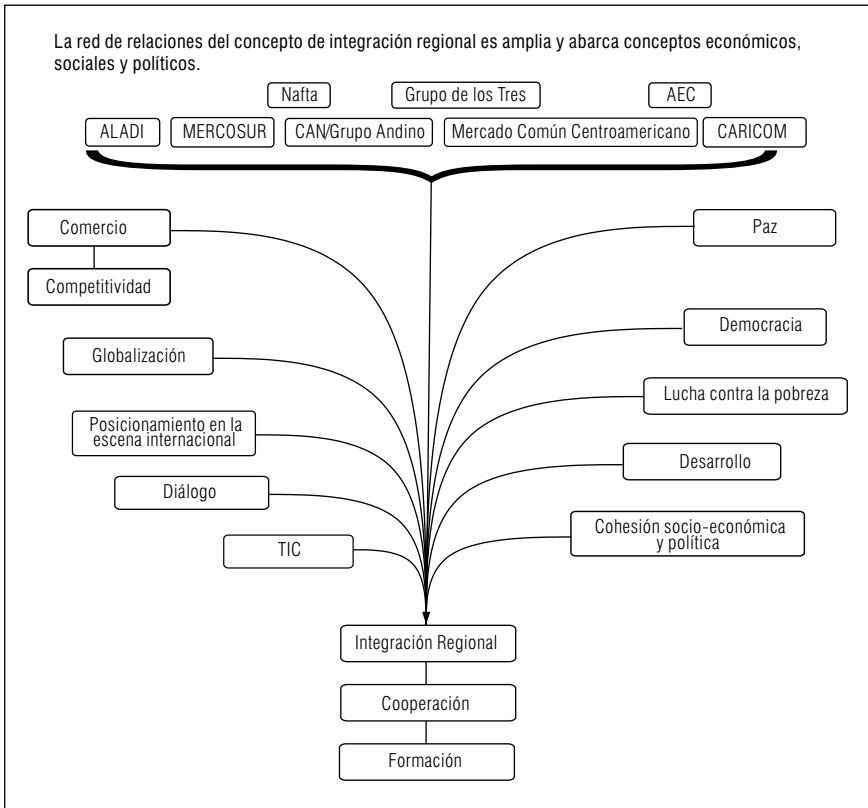 La red de relaciones del concepto de integración regional es amplia y abarca conceptos económicos,
sociales y políticos.
Nafta
Grupo de los Tres
AEC
ALADI
MERCOSUR
CAN/Grupo Andino
Mercado Común Centroamericano
CARICOM
Comercio
Paz
Competitividad
Democracia
Globalización
Lucha contra la pobreza
Posicionamiento en la
escena internacional
Desarrollo
Diálogo
Cohesión socio-económica
y política
TIC
Integración Regional
Cooperación
Formación